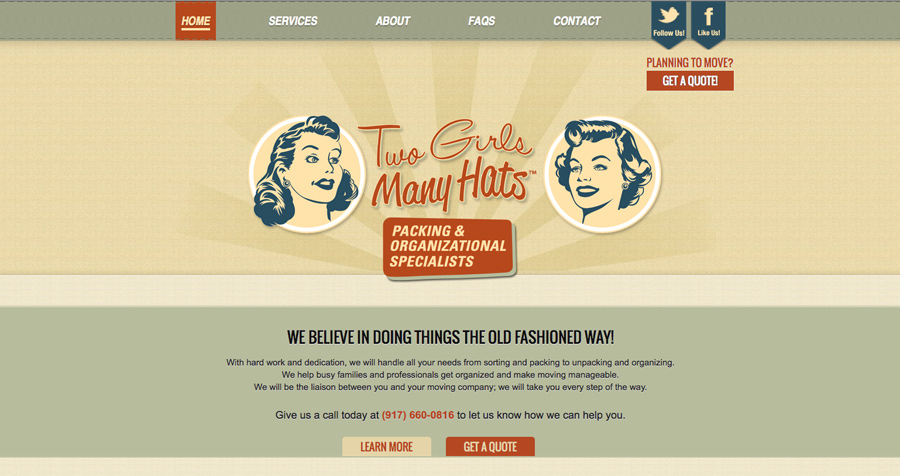 HOME SERVICES ABOUT FAQS CONTACT
Follow Us! Like Us!
PLANNING TO MOVE?
GET A QUOTE!
Two Girls
Many Hats™
PACKING &
ORGANIZATIONAL
SPECIALISTS
WE BELIEVE IN DOING THINGS THE OLD FASHIONED WAY!
With hard work and dedication, we will handle all your needs from sorting and packing to unpacking and organizing.
We help busy families and professionals get organized and make moving manageable.
We will be the liaison between you and your moving company; we will take you every step of the way.
Give us a call today at (917) 660-0816 to let us know how we can help you.
LEARN MORE GET A QUOTE